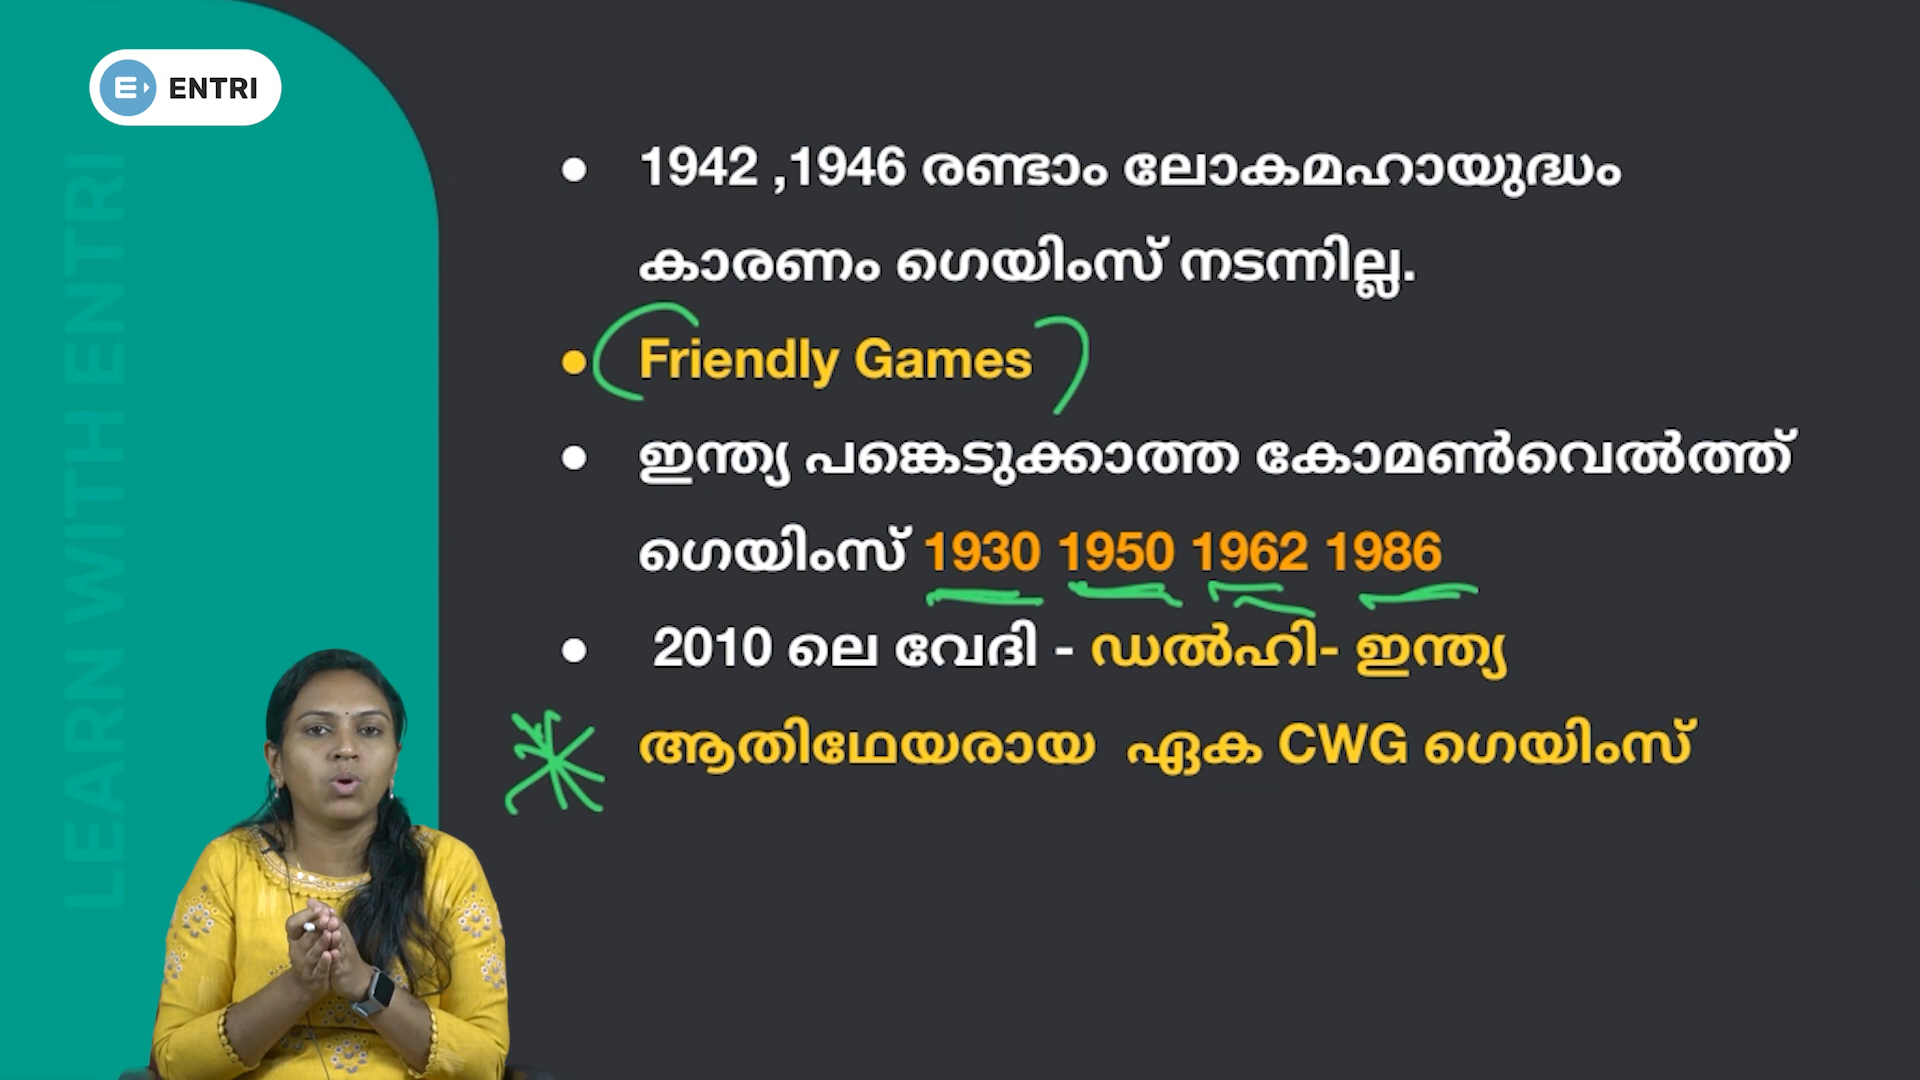 ENTRI
LEARN WITH ENTRI
● 1942 ,1946 രണ്ടാം ലോകമഹായുദ്ധം
കാരണം ഗെയിംസ് നടന്നില്ല.
● Friendly Games
● ഇന്ത്യ പങ്കെടുക്കാത്ത കോമൺവെൽത്ത്
ഗെയിംസ് 1930 1950 1962 1986
● 2010 ലെ വേദി - ഡൽഹി- ഇന്ത്യ
ആതിഥേയരായ ഏക CWG ഗെയിംസ്